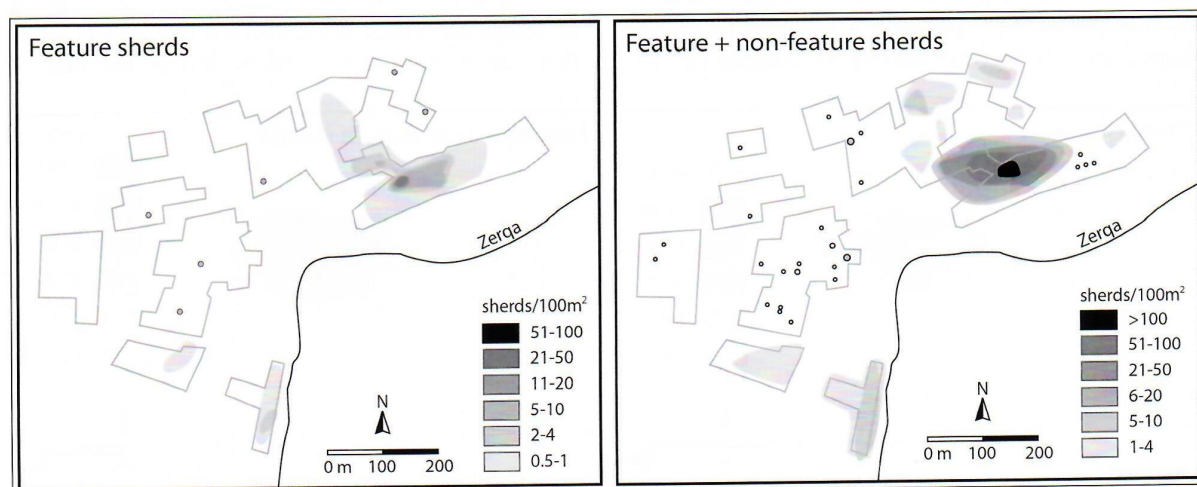 Feature sherds
Zerqa
sherds/100m²
51-100
21-50
11-20
5-10
2-4
0.5-1
N
0 m 100 200
Feature + non-feature sherds
Zerqa
sherds/100m²
>100
51-100
21-50
6-20
5-10
1-4
N
0 m 100 200